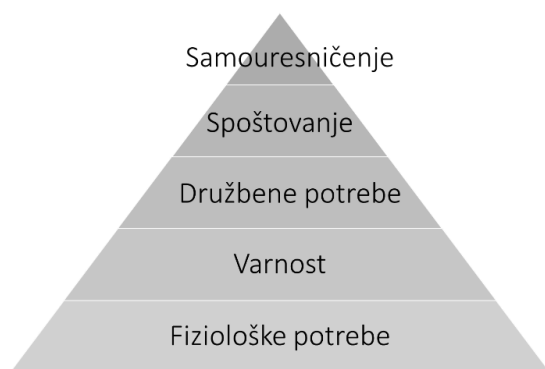 Samouresničenje
Spoštovanje
Družbene potrebe
Varnost
Fiziološke potrebe